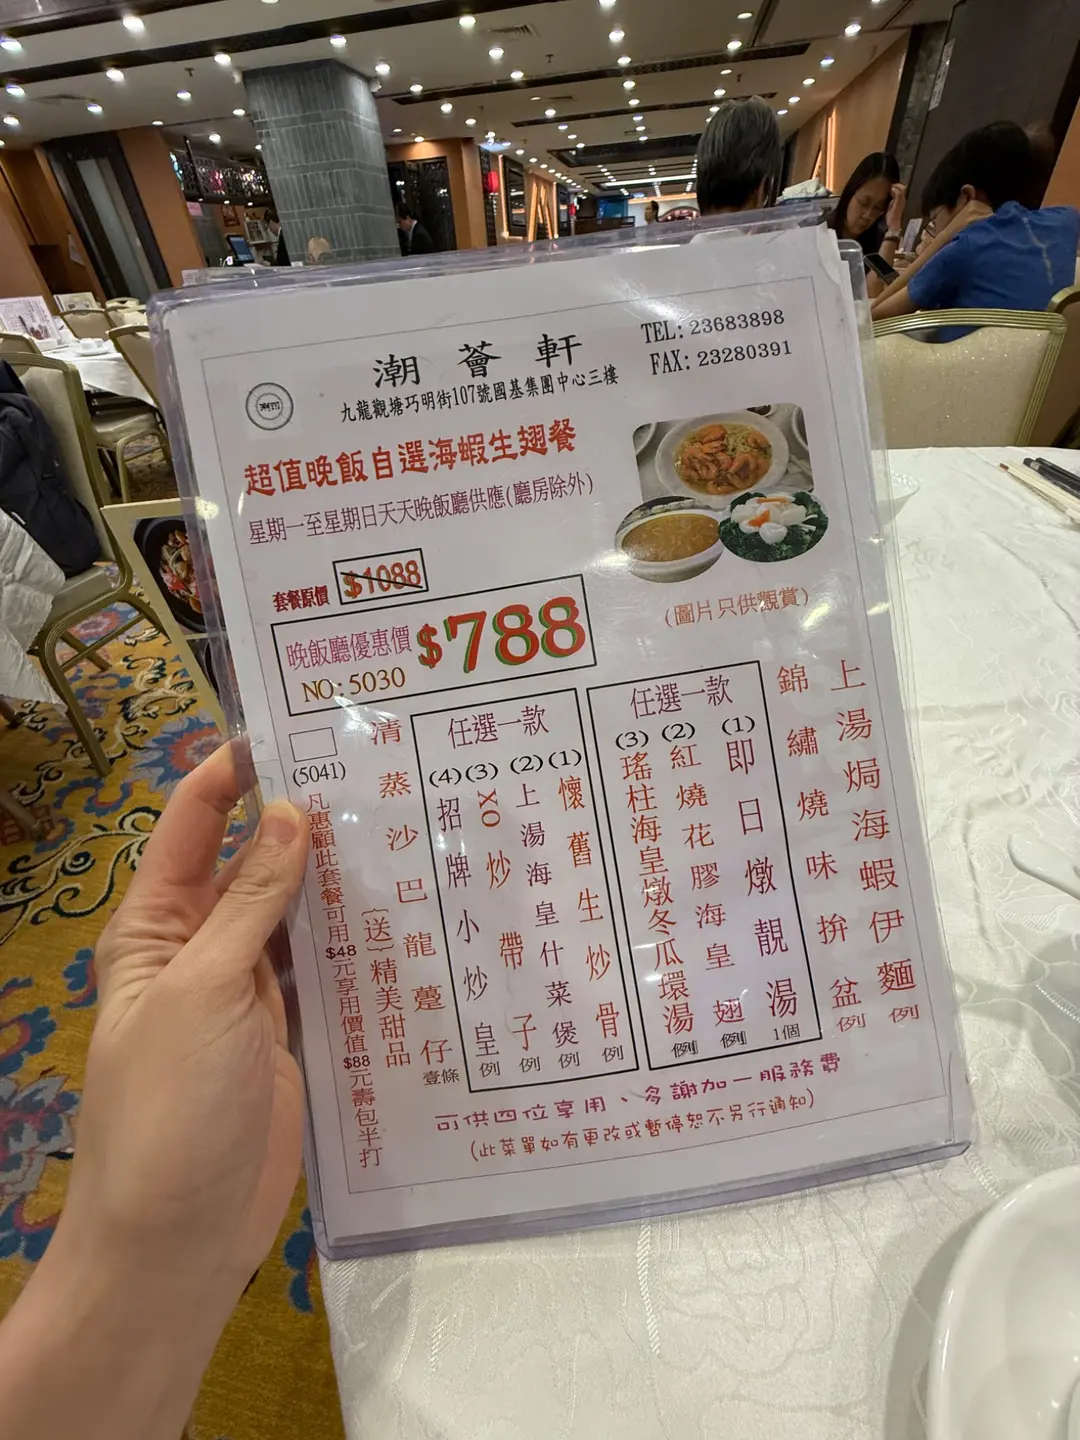 潮薈軒
TEL: 23683898
FAX: 23280391
九龍觀塘巧明街107號國基集團中心三樓
超值晚飯自選海蝦生翅餐
星期一至星期日天天晚飯廳供應(廳房除外)
套餐原價 $1088
晚飯廳優惠價 $788
NO: 5030
(圖片只供觀賞)
上湯焗海蝦伊麵 例
錦繡燒味拚盆 例
任選一款
(1) 即日燉靚湯 1個
(2) 紅燒花膠海皇翅 例
(3) 瑤柱海皇燉冬瓜環湯 例
任選一款
(1) 懷舊生炒骨 例
(2) 上湯海皇什菜煲 例
(3) XO炒帶子 例
(4) 招牌小炒皇 例
清蒸沙巴龍躉仔 壹條
(送)精美甜品
(5041)
凡惠顧此套餐可用$48元享用價值$88元壽包半打
可供四位享用、多謝加一服務費
(此菜單如有更改或暫停恕不另行通知)